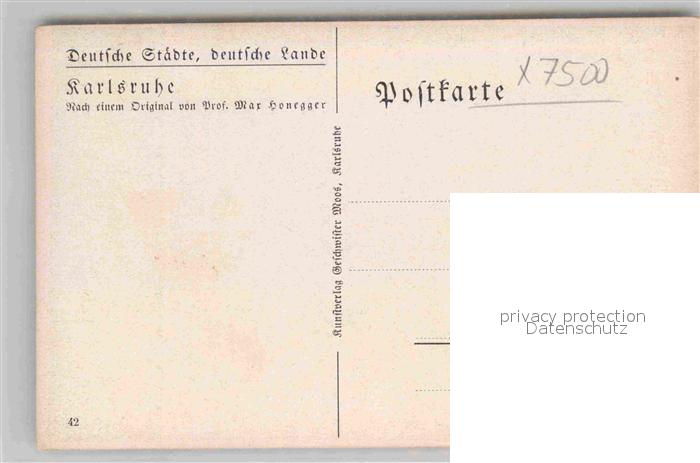 Deutsche Städte, deutsche Lande
Karlsruhe
Nach einem Original von Prof. Max Honegger
Postkarte
x 7500
Kunstverlag Geschwister Moos, Karlsruhe
privacy protection
Datenschutz
42